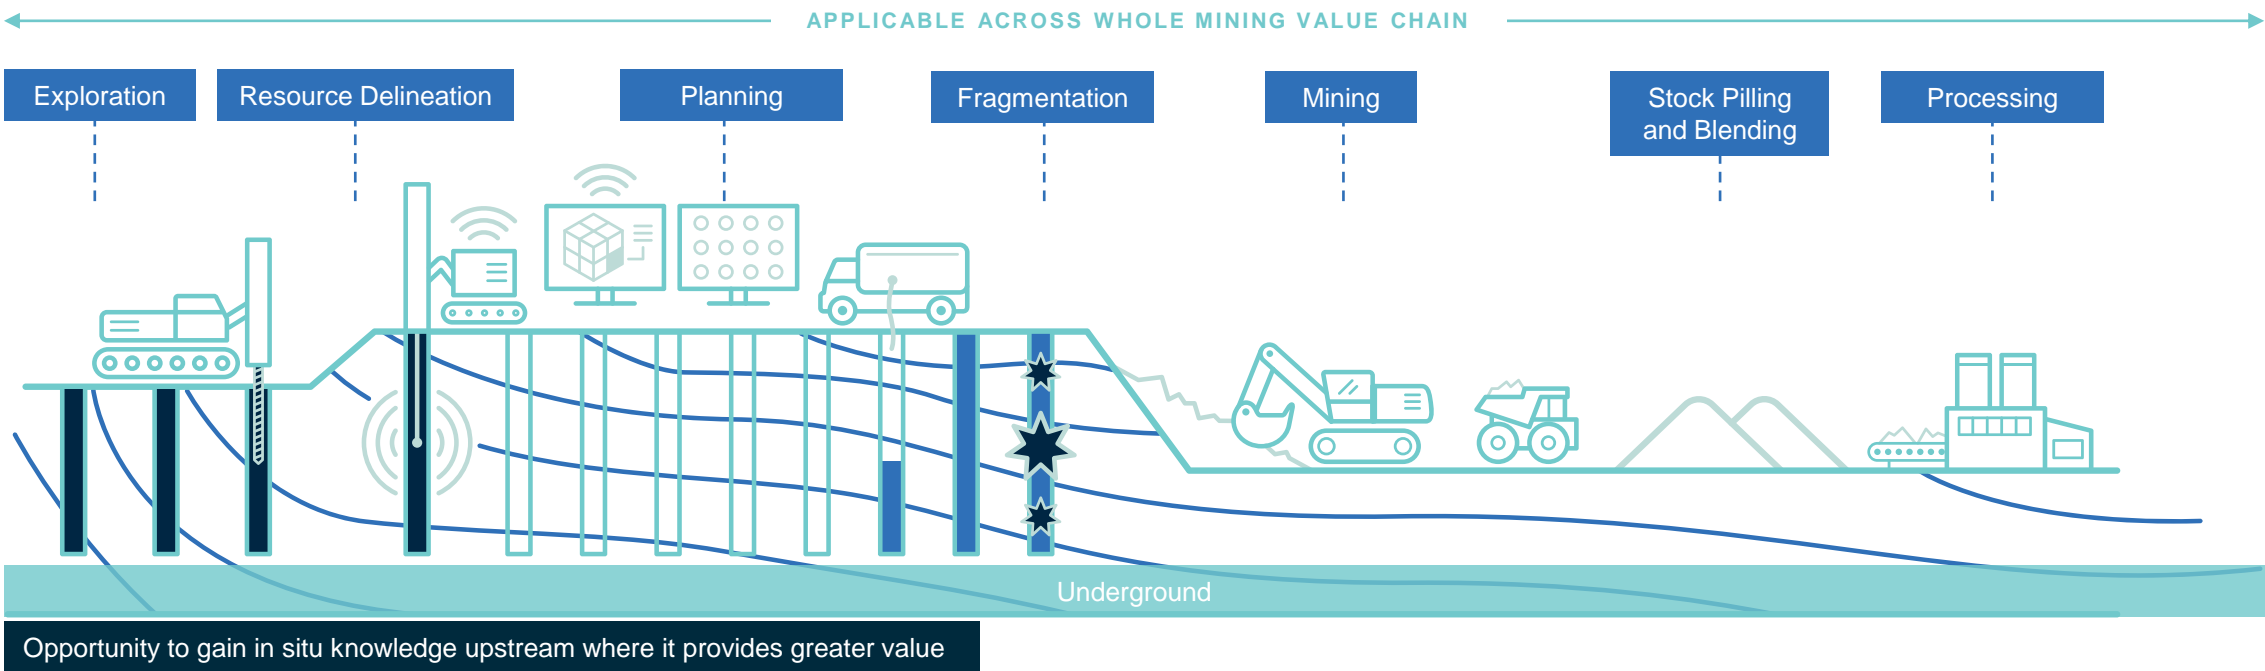 APPLICABLE ACROSS WHOLE MINING VALUE CHAIN
Exploration
Resource Delineation
Planning
Fragmentation
Mining
Stock Pilling
and Blending
Processing
Underground
Opportunity to gain in situ knowledge upstream where it provides greater value